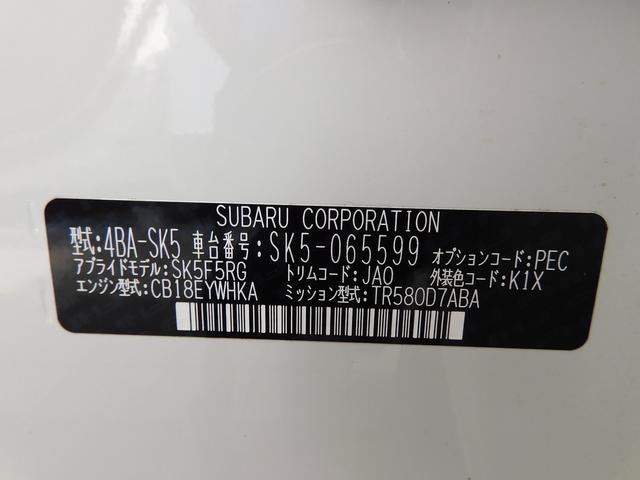 SUBARU CORPORATION
型式:4BA-SK5 車台番号:SK5-065599 オプションコード:PEC
アプライドモデル:SK5F5RG トリムコード:JAO 外装色コード:K1X
エンジン型式:CB18EYWHKA ミッション型式:TR580D7ABA